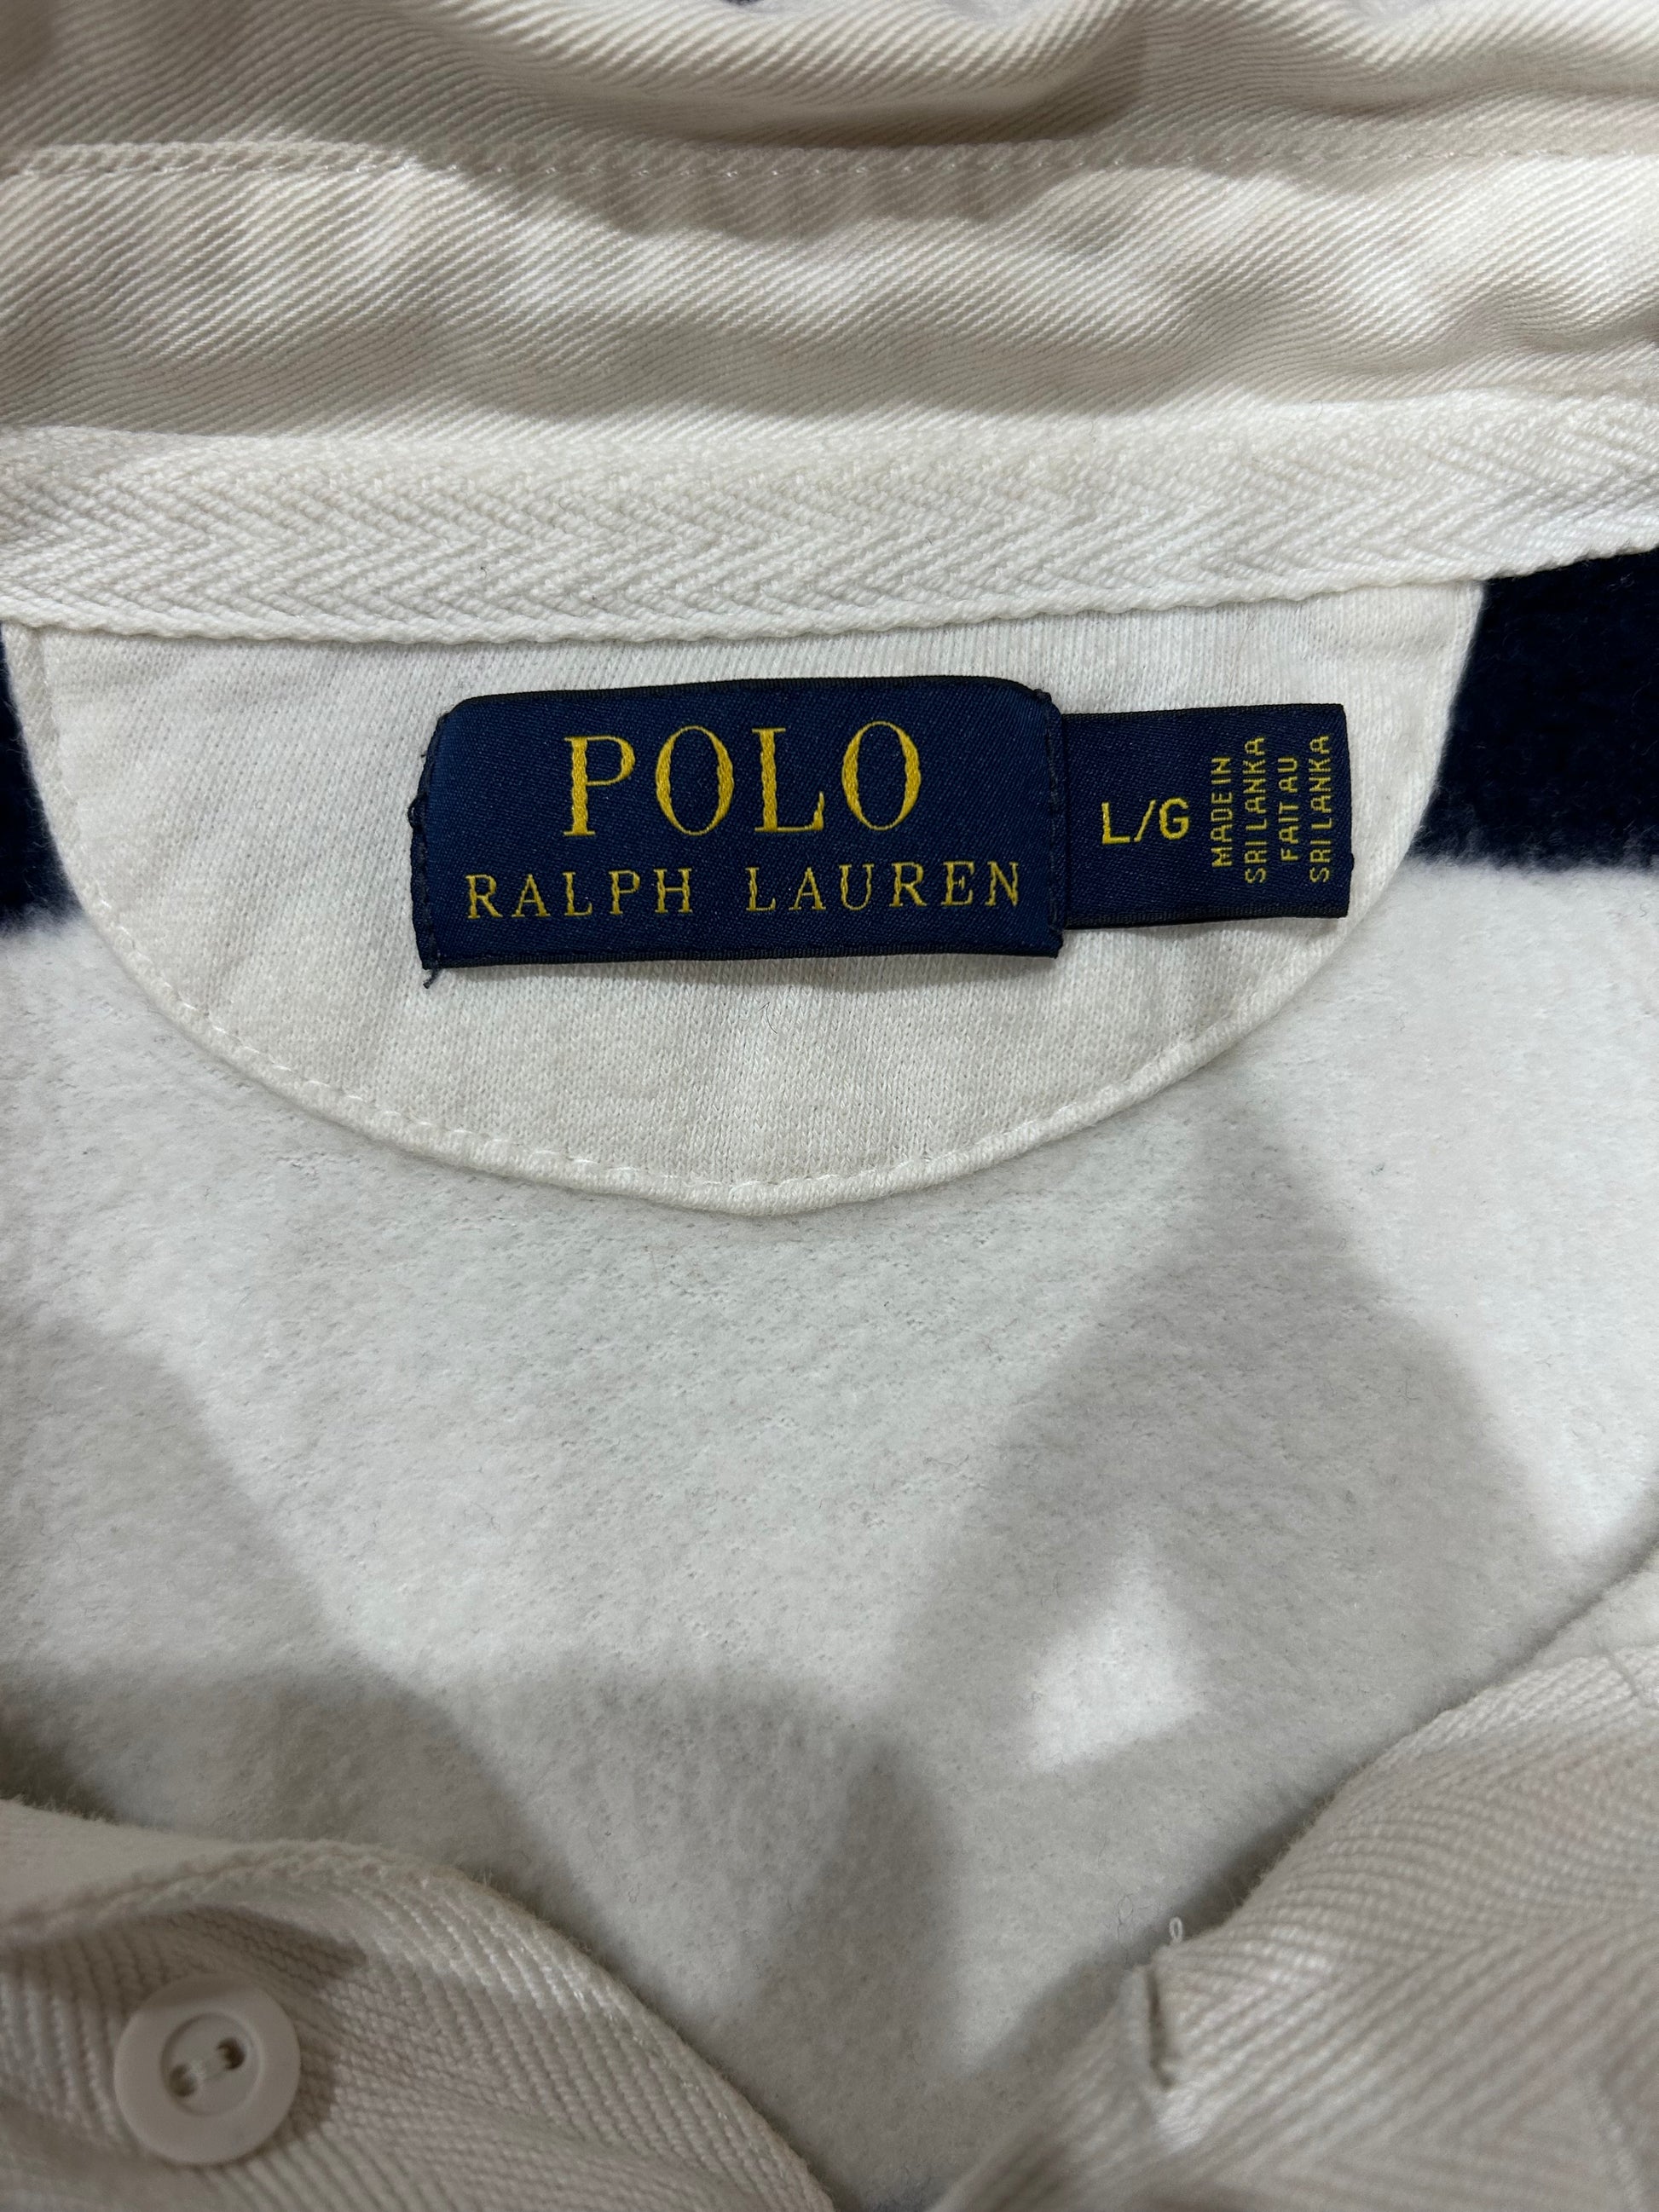 POLO
RALPH LAUREN
L/G
MADE IN
SRI LANKA
FAIT AU
SRI LANKA